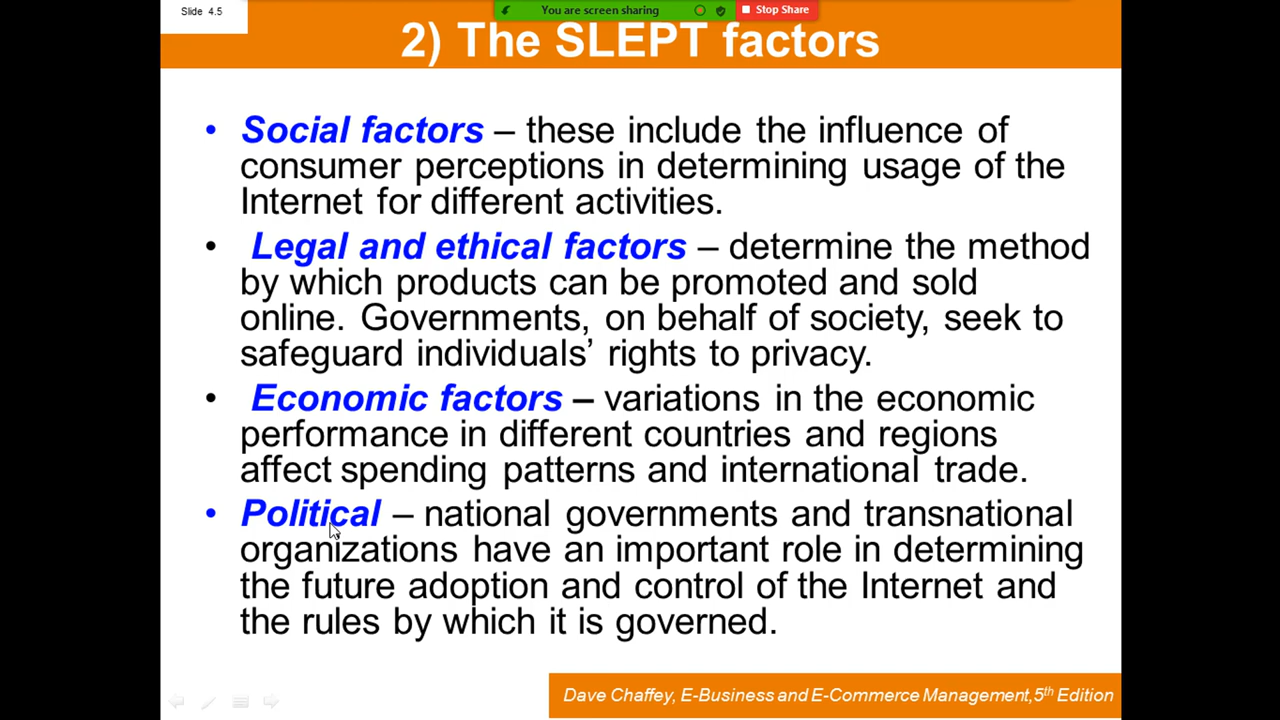 Slide 4.5
You are screen sharing
Stop Share
2) The SLEPT factors
• Social factors – these include the influence of
consumer perceptions in determining usage of the
Internet for different activities.
• Legal and ethical factors – determine the method
by which products can be promoted and sold
online. Governments, on behalf of society, seek to
safeguard individuals’ rights to privacy.
• Economic factors – variations in the economic
performance in different countries and regions
affect spending patterns and international trade.
• Political – national governments and transnational
organizations have an important role in determining
the future adoption and control of the Internet and
the rules by which it is governed.
Dave Chaffey, E-Business and E-Commerce Management,5th Edition